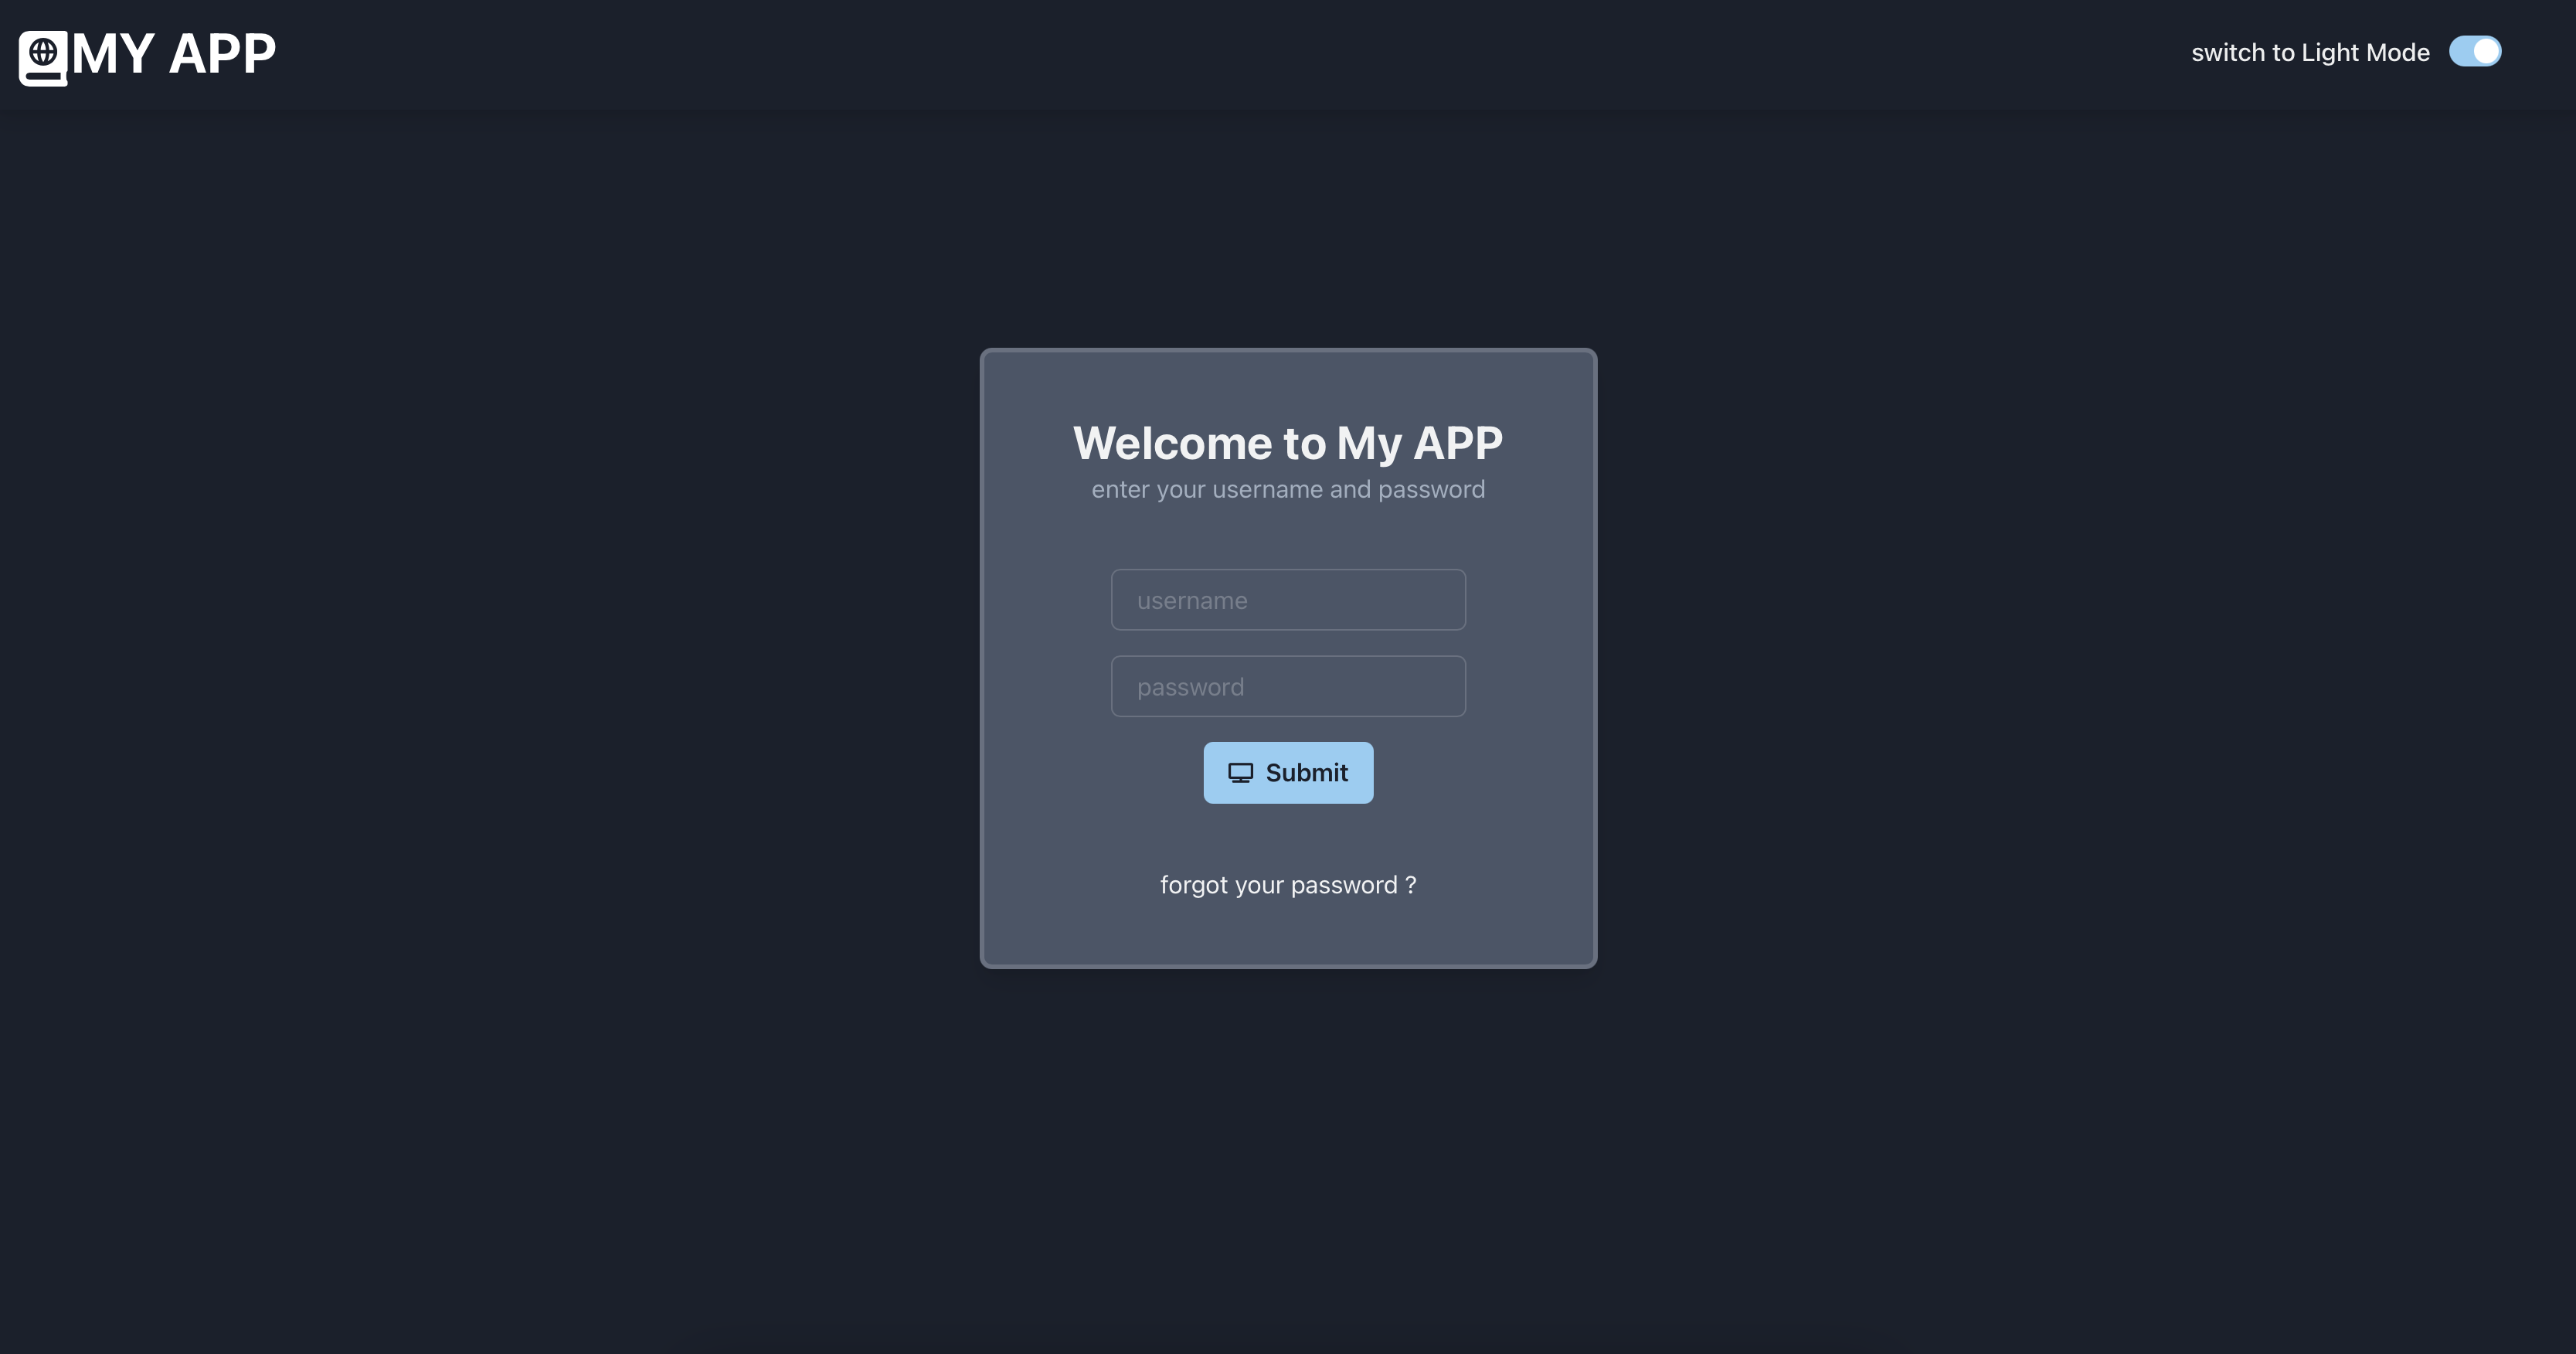 MY APP
switch to Light Mode
Welcome to My APP
enter your username and password
username
password
Submit
forgot your password ?